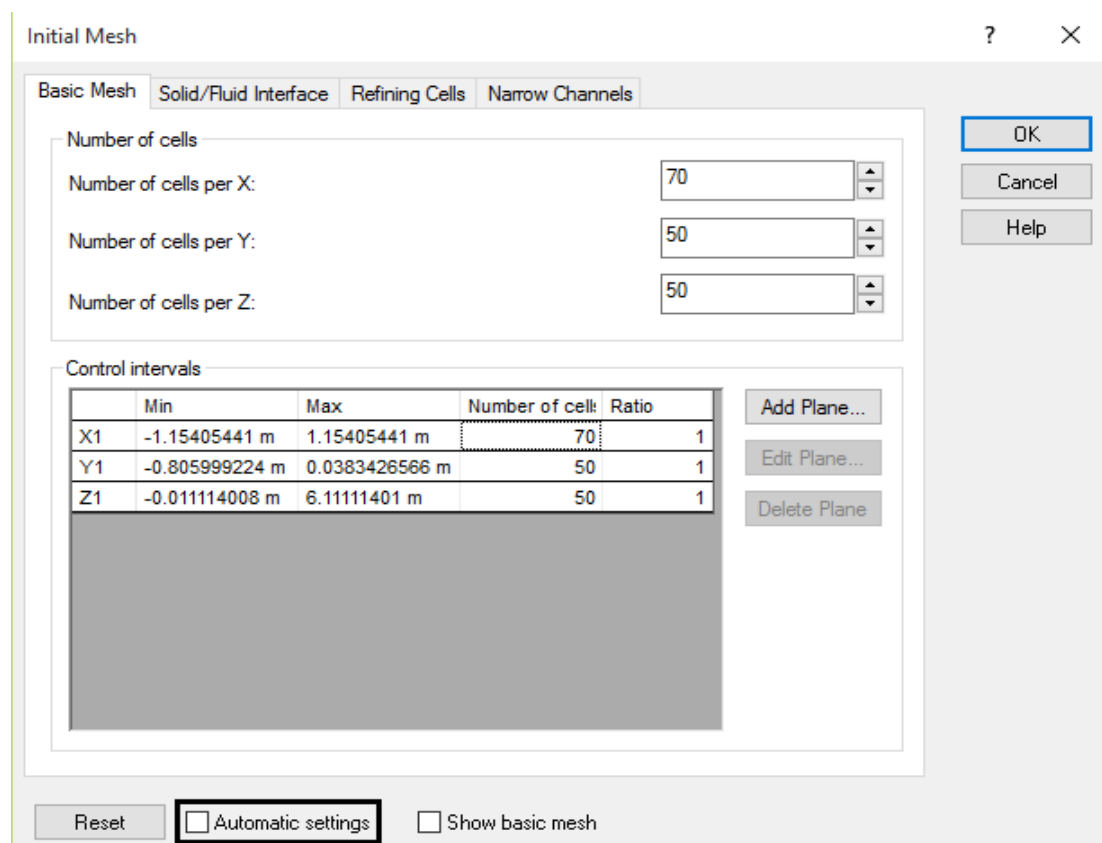 Initial Mesh ? ×
Basic Mesh Solid/Fluid Interface Refining Cells Narrow Channels
OK
Number of cells
Number of cells per X: 70
Cancel
Number of cells per Y: 50
Help
Number of cells per Z: 50
Control intervals
Min Max Number of cell Ratio
Add Plane...
X1 -1.15405441 m 1.15405441 m 70 1
Y1 -0.805999224 m 0.0383426566 m 50 1
Edit Plane...
Z1 -0.011114008 m 6.11111401 m 50 1
Delete Plane
Reset Automatic settings Show basic mesh